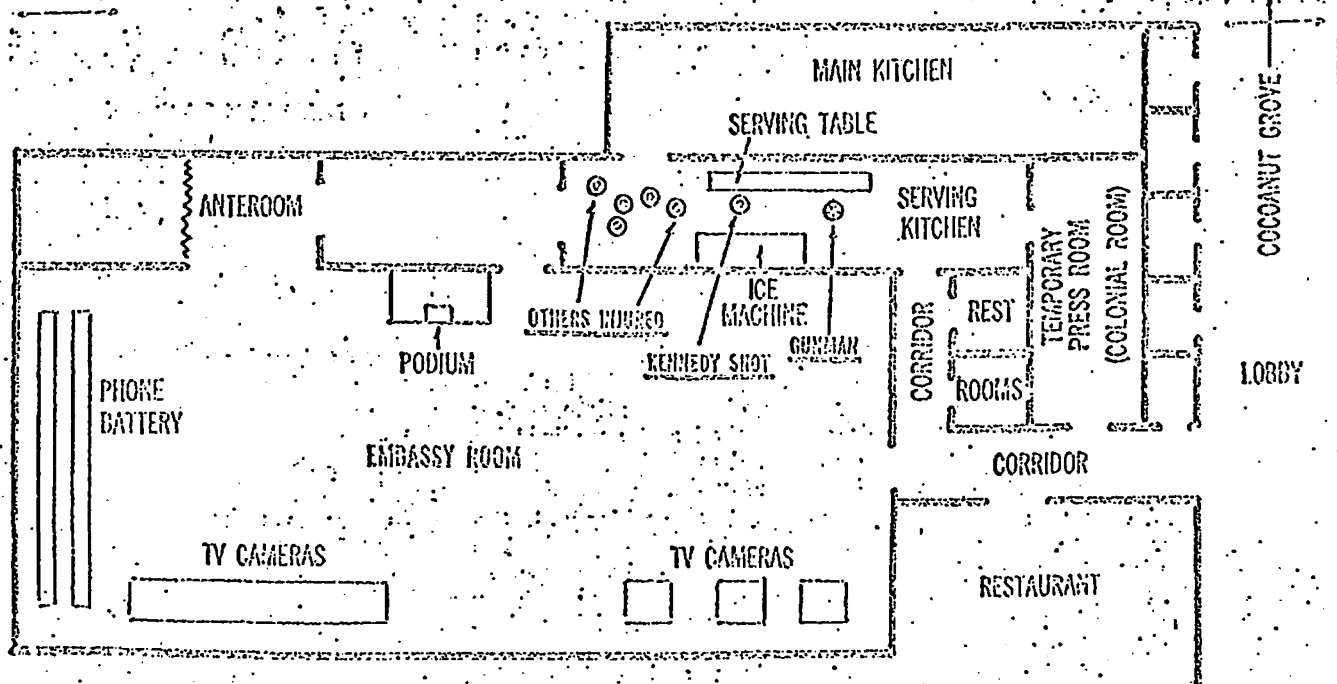 MAIN KITCHEN
SERVING TABLE
COCOANUT GROVE
ANTEROOM
SERVING
KITCHEN
TEMPORARY
PRESS ROOM
(COLONIAL ROOM)
OTHERS INJURED
ICE
MACHINE
KENNEDY SHOT
GUNMAN
PODIUM
CORRIDOR
REST
ROOMS
LOBBY
PHONE
BATTERY
EMBASSY ROOM
CORRIDOR
TV CAMERAS
TV CAMERAS
RESTAURANT